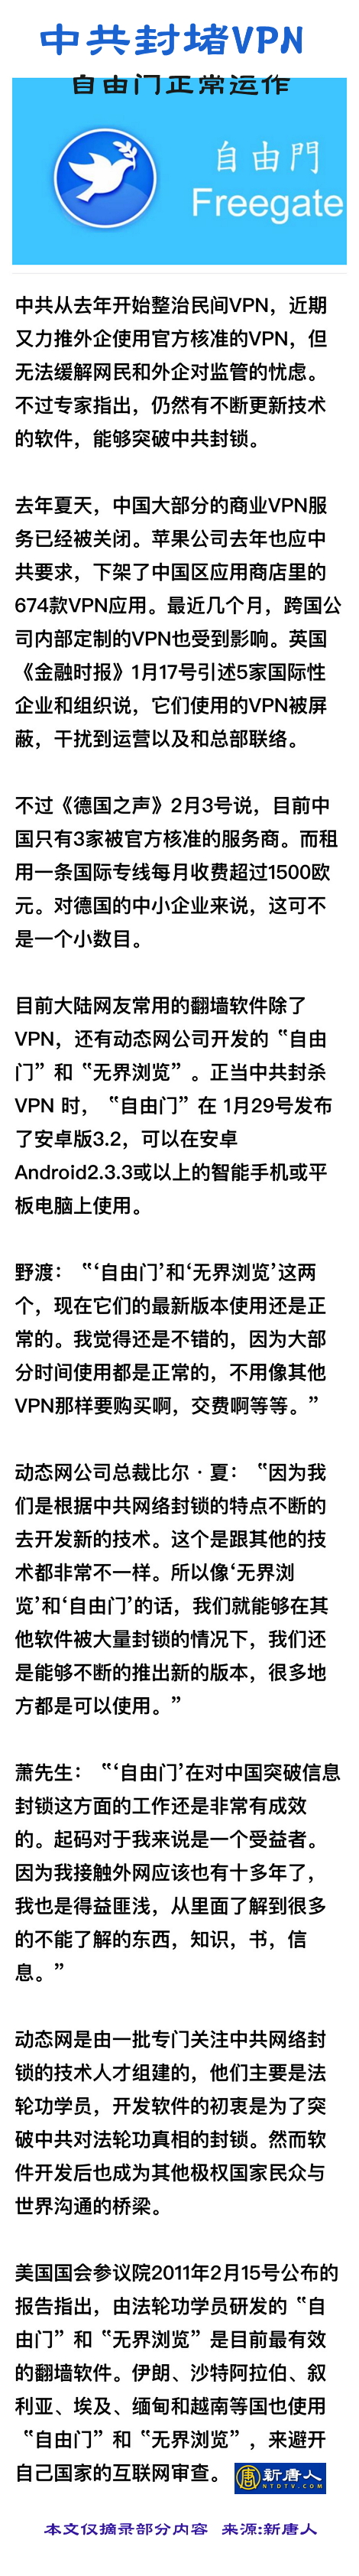 中共封堵VPN
自由门正常运作
自由門
Freegate
中共从去年开始整治民间VPN，近期
又力推外企使用官方核准的VPN，但
无法缓解网民和外企对监管的忧虑。
不过专家指出，仍然有不断更新技术
的软件，能够突破中共封锁。
去年夏天，中国大部分的商业VPN服
务已经被关闭。苹果公司去年也应中
共要求，下架了中国区应用商店里的
674款VPN应用。最近几个月，跨国公
司内部定制的VPN也受到影响。英国
《金融时报》1月17号引述5家国际性
企业和组织说，它们使用的VPN被屏
蔽，干扰到运营以及和总部联络。
不过《德国之声》2月3号说，目前中
国只有3家被官方核准的服务商。而租
用一条国际专线每月收费超过1500欧
元。对德国的中小企业来说，这可不
是一个小数目。
目前大陆网友常用的翻墙软件除了
VPN，还有动态网公司开发的“自由
门”和“无界浏览”。正当中共封杀
VPN 时，“自由门”在 1月29号发布
了安卓版3.2，可以在安卓
Android2.3.3或以上的智能手机或平
板电脑上使用。
野渡：“‘自由门’和‘无界浏览’这两
个，现在它们的最新版本使用还是正
常的。我觉得还是不错的，因为大部
分时间使用都是正常的，不用像其他
VPN那样要购买啊，交费啊等等。”
动态网公司总裁比尔·夏：“因为我
们是根据中共网络封锁的特点不断的
去开发新的技术。这个是跟其他的技
术都非常不一样。所以像‘无界浏
览’和‘自由门’的话，我们就能够在其
他软件被大量封锁的情况下，我们还
是能够不断的推出新的版本，很多地
方都是可以使用。”
萧先生：“‘自由门’在对中国突破信息
封锁这方面的工作还是非常有成效
的。起码对于我来说是一个受益者。
因为我接触外网应该也有十多年了，
我也是得益匪浅，从里面了解到很多
的不能了解的东西，知识，书，信
息。”
动态网是由一批专门关注中共网络封
锁的技术人才组建的，他们主要是法
轮功学员，开发软件的初衷是为了突
破中共对法轮功真相的封锁。然而软
件开发后也成为其他极权国家民众与
世界沟通的桥梁。
美国国会参议院2011年2月15号公布的
报告指出，由法轮功学员研发的“自
由门”和“无界浏览”是目前最有效
的翻墙软件。伊朗、沙特阿拉伯、叙
利亚、埃及、缅甸和越南等国也使用
“自由门”和“无界浏览”，来避开
自己国家的互联网审查。
唐 新唐人
NTDTV.COM
本文仅摘录部分内容 来源:新唐人